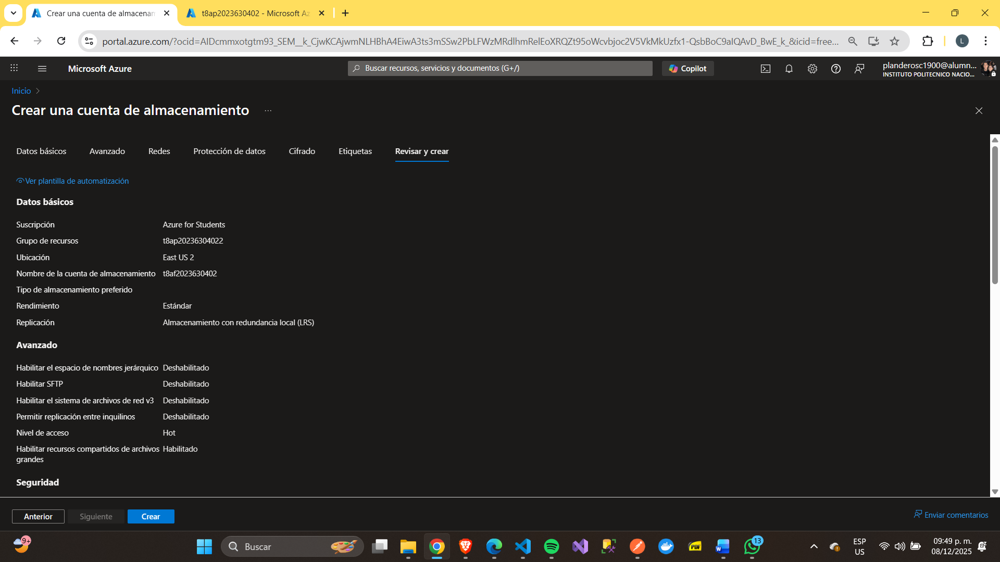 Crear una cuenta de almacenan
t8ap2023630402 - Microsoft Az
portal.azure.com/?ocid=AIDcmmxotgtm93_SEM__k_CjwKCAjwmNLHBhA4EiwA3ts3mSSw2PbLFWzMRdlhmRelEoXRQZt95oWcvbjoc2V5VkMkUzfx1-QsbBoC9aIQAvD_BwE_k_&icid=free...
L
Microsoft Azure
Buscar recursos, servicios y documentos (G+/)
Copilot
planderosc1900@alumn...
INSTITUTO POLITECNICO NACIO...
Inicio
Crear una cuenta de almacenamiento
...
Datos básicos
Avanzado
Redes
Protección de datos
Cifrado
Etiquetas
Revisar y crear
Ver plantilla de automatización
Datos básicos
Suscripción Azure for Students
Grupo de recursos t8ap20236304022
Ubicación East US 2
Nombre de la cuenta de almacenamiento t8af2023630402
Tipo de almacenamiento preferido
Rendimiento Estándar
Replicación Almacenamiento con redundancia local (LRS)
Avanzado
Habilitar el espacio de nombres jerárquico Deshabilitado
Habilitar SFTP Deshabilitado
Habilitar el sistema de archivos de red v3 Deshabilitado
Permitir replicación entre inquilinos Deshabilitado
Nivel de acceso Hot
Habilitar recursos compartidos de archivos Habilitado
grandes
Seguridad
Anterior
Siguiente
Crear
Enviar comentarios
9+
Buscar
PDF
W
13
ESP
US
09:49 p. m.
08/12/2025